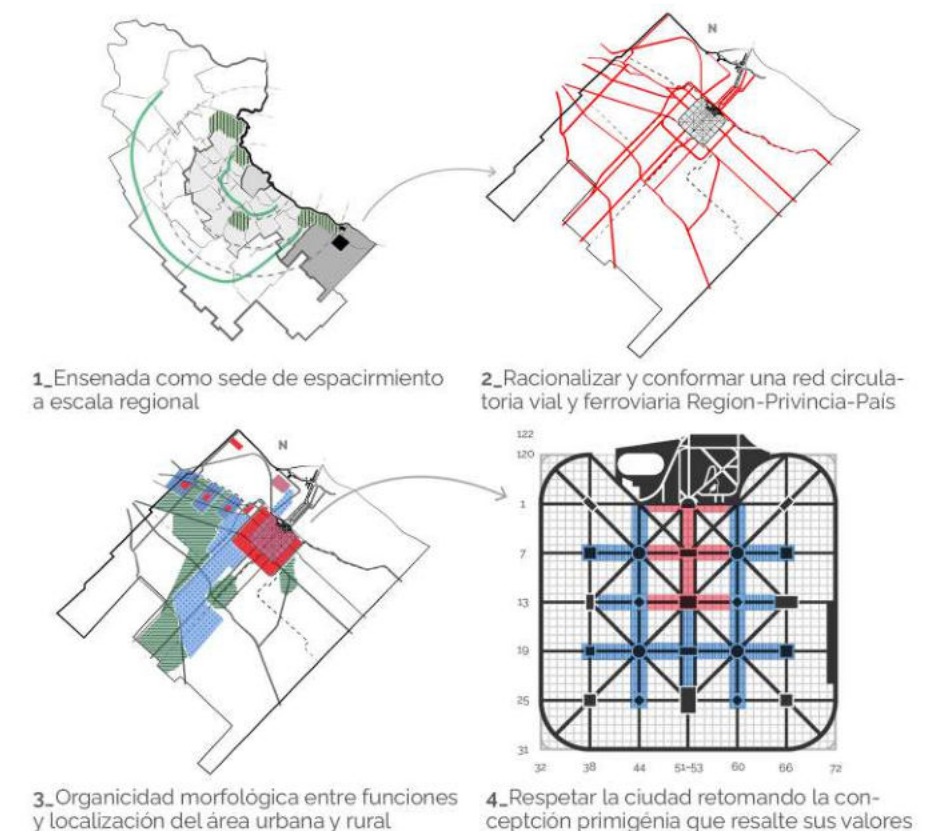 N
1_Ensenada como sede de espacirmiento
a escala regional
2_Racionalizar y conformar una red circula-
toria vial y ferroviaria Region-Privincia-País
N
122
120
1
7
13
19
25
31
32 38 44 51-53 60 66 72
3_Organicidad morfológica entre funciones
y localización del área urbana y rural
4_Respetar la ciudad retomando la con-
ceptción primigénia que resalte sus valores